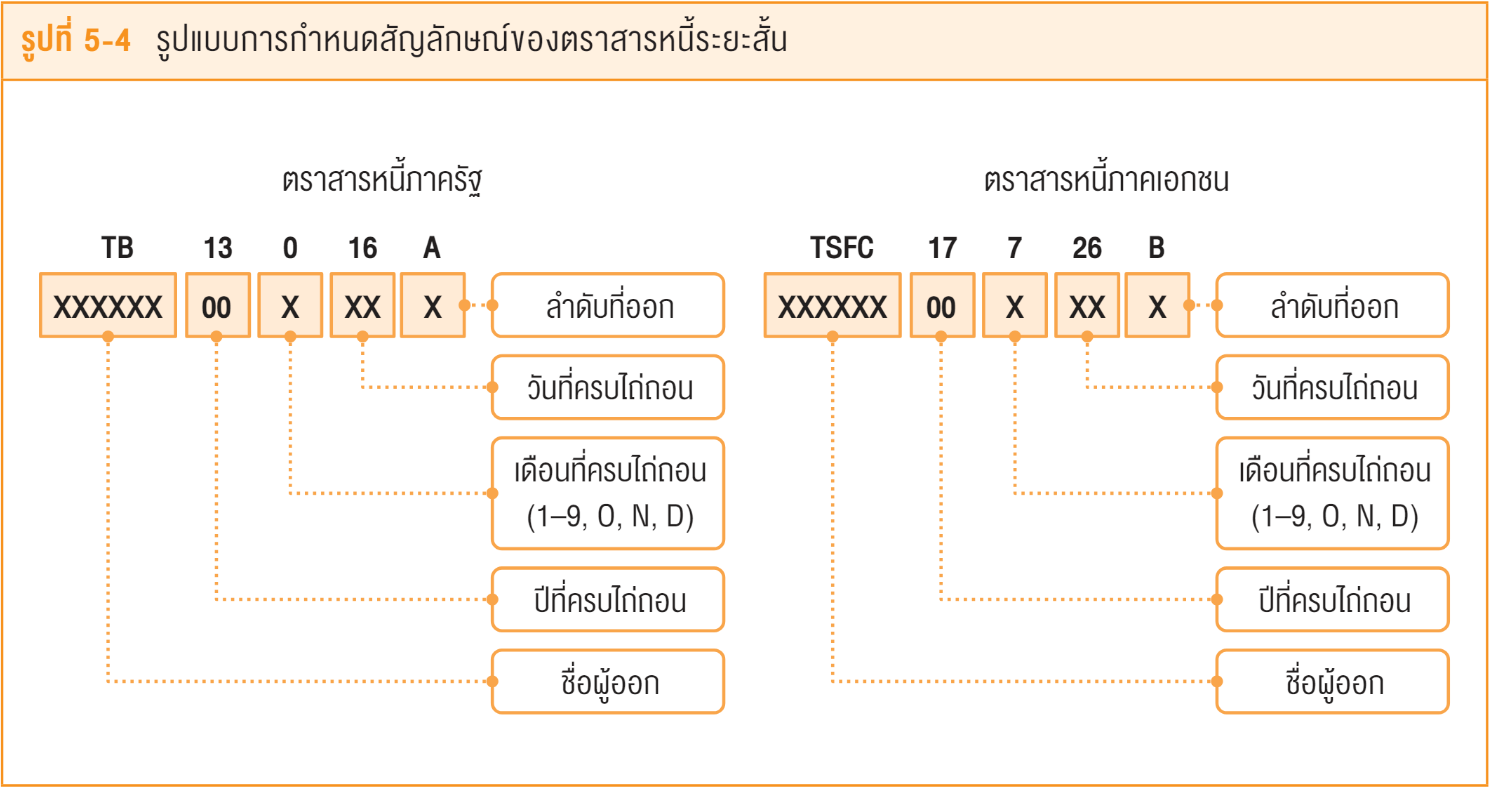 รูปที่ 5-4 รูปแบบการกำหนดสัญลักษณ์ของตราสารหนี้ระยะสั้น
ตราสารหนี้ภาครัฐ
TB 13 0 16 A
XXXXXX 00 X XX X
ลำดับที่ออก
วันที่ครบไถ่ถอน
เดือนที่ครบไถ่ถอน
(1–9, O, N, D)
ปีที่ครบไถ่ถอน
ชื่อผู้ออก
ตราสารหนี้ภาคเอกชน
TSFC 17 7 26 B
XXXXXX 00 X XX X
ลำดับที่ออก
วันที่ครบไถ่ถอน
เดือนที่ครบไถ่ถอน
(1–9, O, N, D)
ปีที่ครบไถ่ถอน
ชื่อผู้ออก